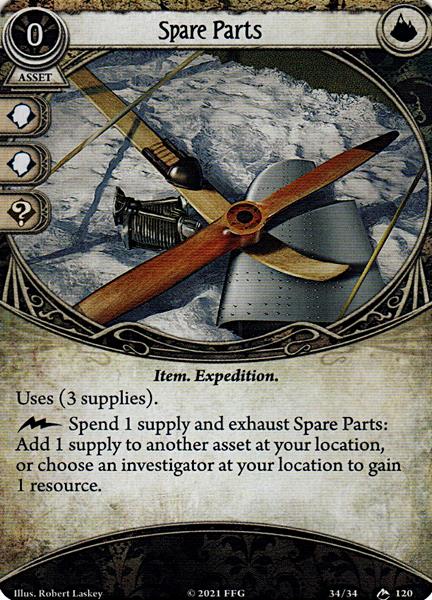 Spare Parts
0
ASSET
?
Item. Expedition.
Uses (3 supplies).
Spend 1 supply and exhaust Spare Parts:
Add 1 supply to another asset at your location,
or choose an investigator at your location to gain
1 resource.
Illus. Robert Laskey © 2021 FFG 34/34 120